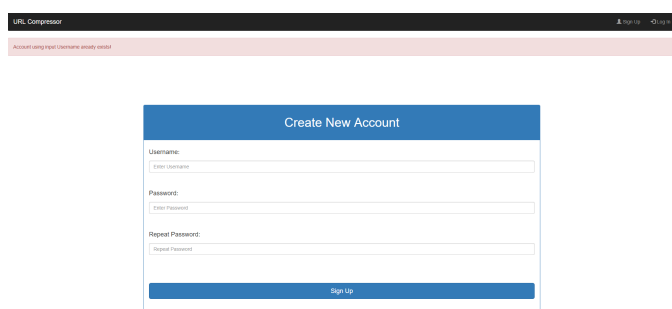 URL Compressor
Sign Up
Log In
Account using input Username already exists!
Create New Account
Username:
Enter Username
Password:
Enter Password
Repeat Password:
Repeat Password
Sign Up